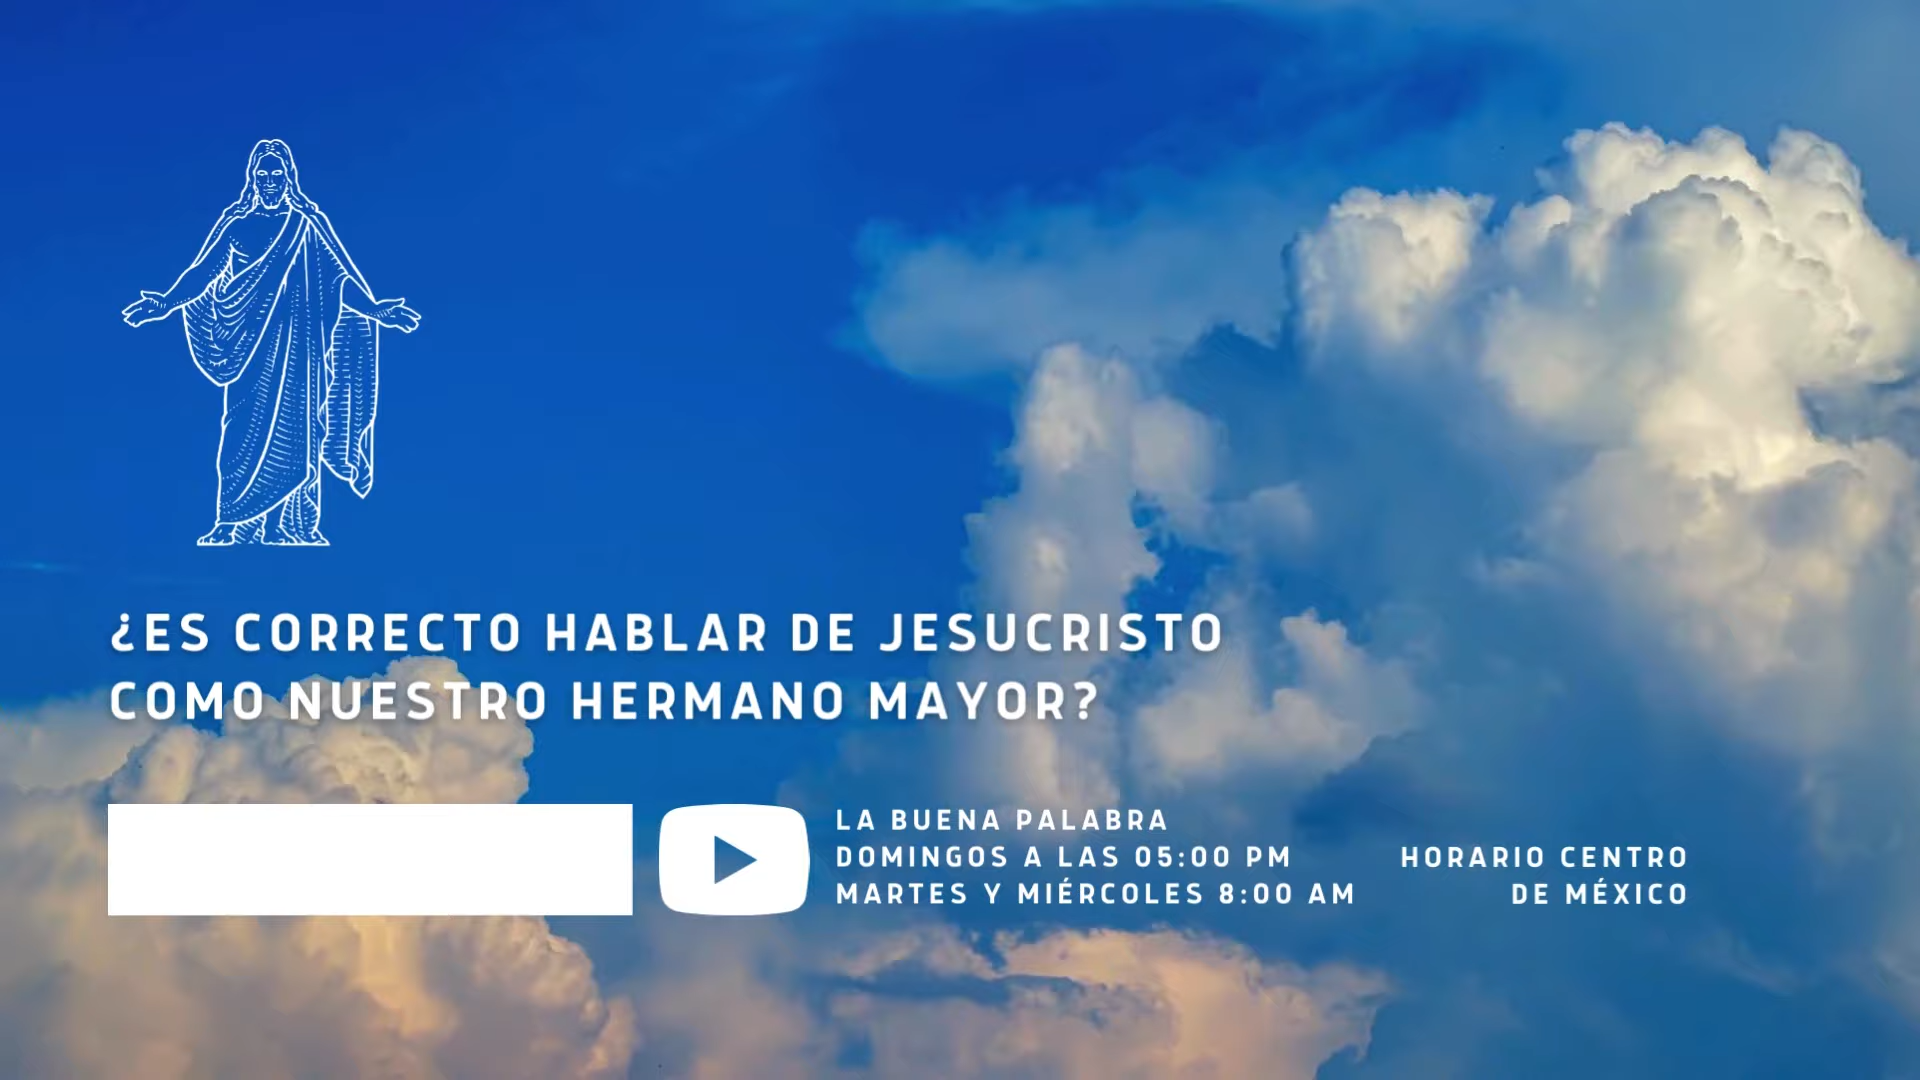 ¿ES CORRECTO HABLAR DE JESUCRISTO
COMO NUESTRO HERMANO MAYOR?
LA BUENA PALABRA
DOMINGOS A LAS 05:00 PM
MARTES Y MIÉRCOLES 8:00 AM
HORARIO CENTRO
DE MÉXICO